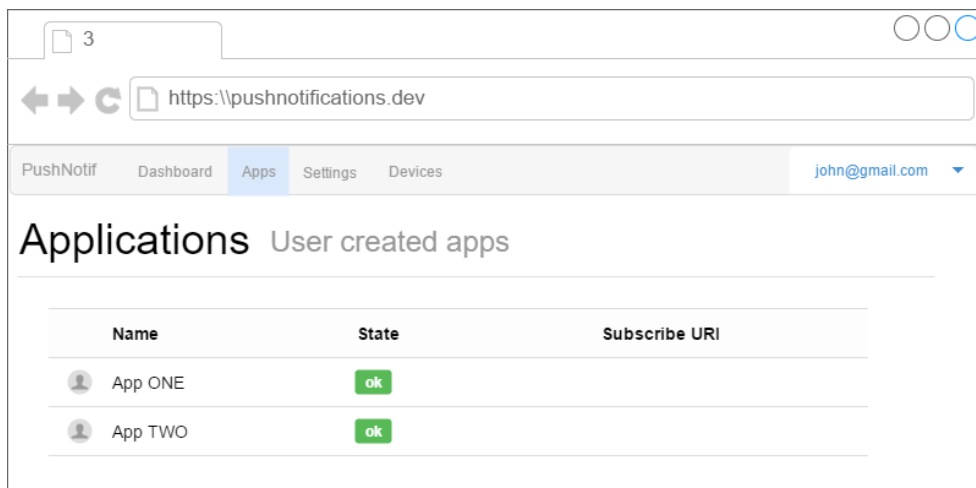 3
https:\\pushnotifications.dev
PushNotif Dashboard Apps Settings Devices john@gmail.com
Applications User created apps
Name State Subscribe URI
App ONE ok
App TWO ok